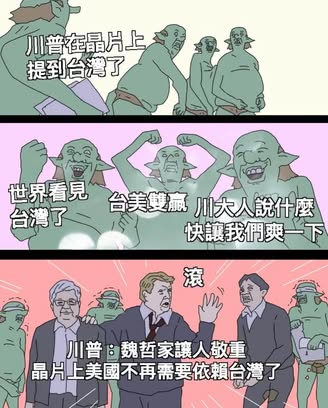 川普在晶片上
提到台灣了
世界看見
台灣了
台美雙贏
川大人說什麼
快讓我們爽一下
滾
川普：魏哲家讓人敬重
晶片上美國不再需要依賴台灣了